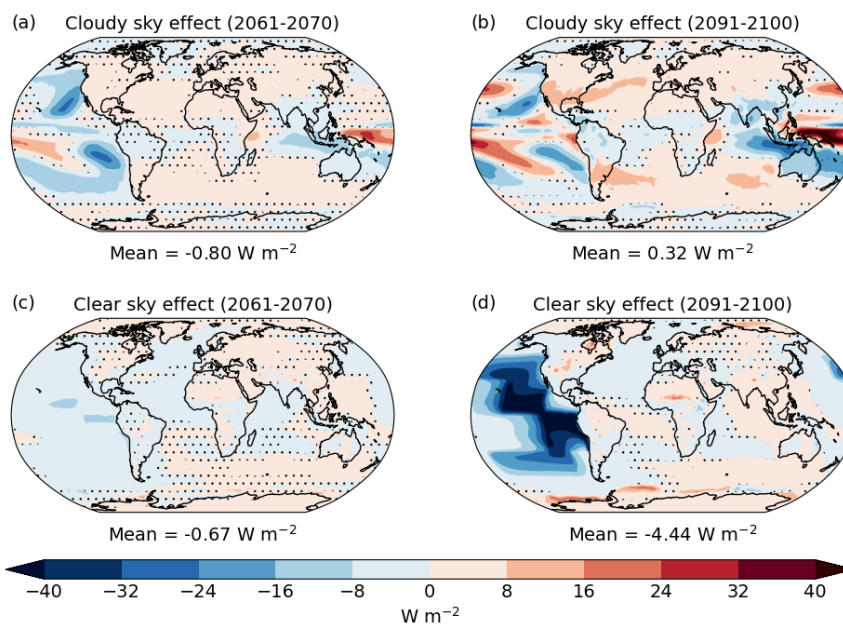 (a) Cloudy sky effect (2061-2070)
(b) Cloudy sky effect (2091-2100)
Mean = -0.80 W m⁻²
Mean = 0.32 W m⁻²
(c) Clear sky effect (2061-2070)
(d) Clear sky effect (2091-2100)
Mean = -0.67 W m⁻²
Mean = -4.44 W m⁻²
−40 −32 −24 −16 −8 0 8 16 24 32 40
W m⁻²